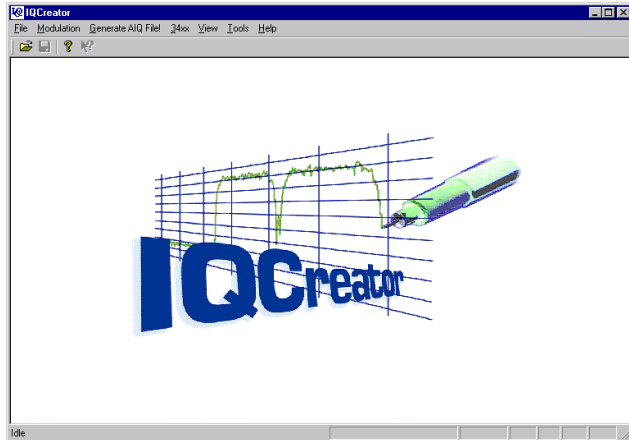 IQCreator
File Modulation Generate AIQ File! 34xx View Tools Help
IQCreator
Idle